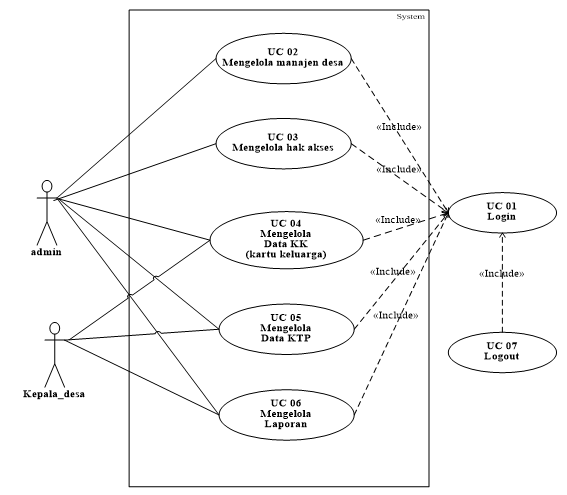 System
UC 02
Mengelola manajen desa
«Include»
UC 03
Mengelola hak akses
«Include»
UC 01
Login
UC 04
Mengelola
Data KK
(kartu keluarga)
«Include»
admin
«Include»
«Include»
UC 05
Mengelola
Data KTP
«Include»
UC 07
Logout
Kepala_desa
UC 06
Mengelola
Laporan